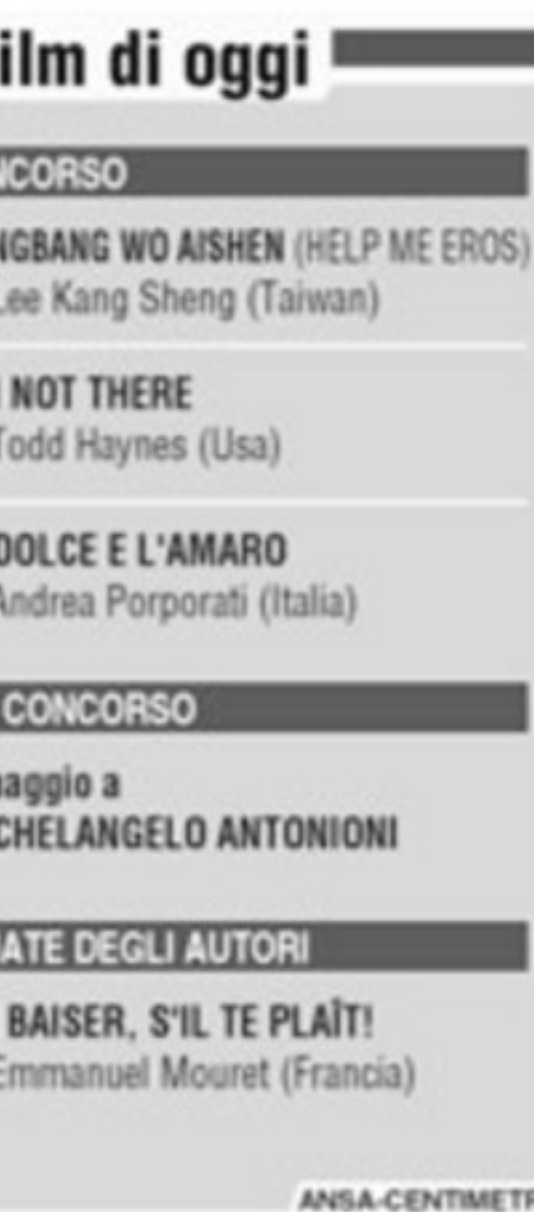 ilm di oggi
NCORSO
NGBANG WO AISHEN (HELP ME EROS)
Lee Kang Sheng (Taiwan)
NOT THERE
Todd Haynes (Usa)
DOLCE E L'AMARO
Andrea Porporati (Italia)
CONCORSO
aggio a
CHELANGELO ANTONIONI
ATE DEGLI AUTORI
BAISER, S'IL TE PLAÎT!
Emmanuel Mouret (Francia)
ANSA-CENTIMETR